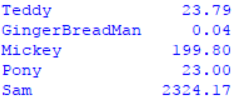 Teddy 23.79
GingerBreadMan 0.04
Mickey 199.80
Pony 23.00
Sam 2324.17